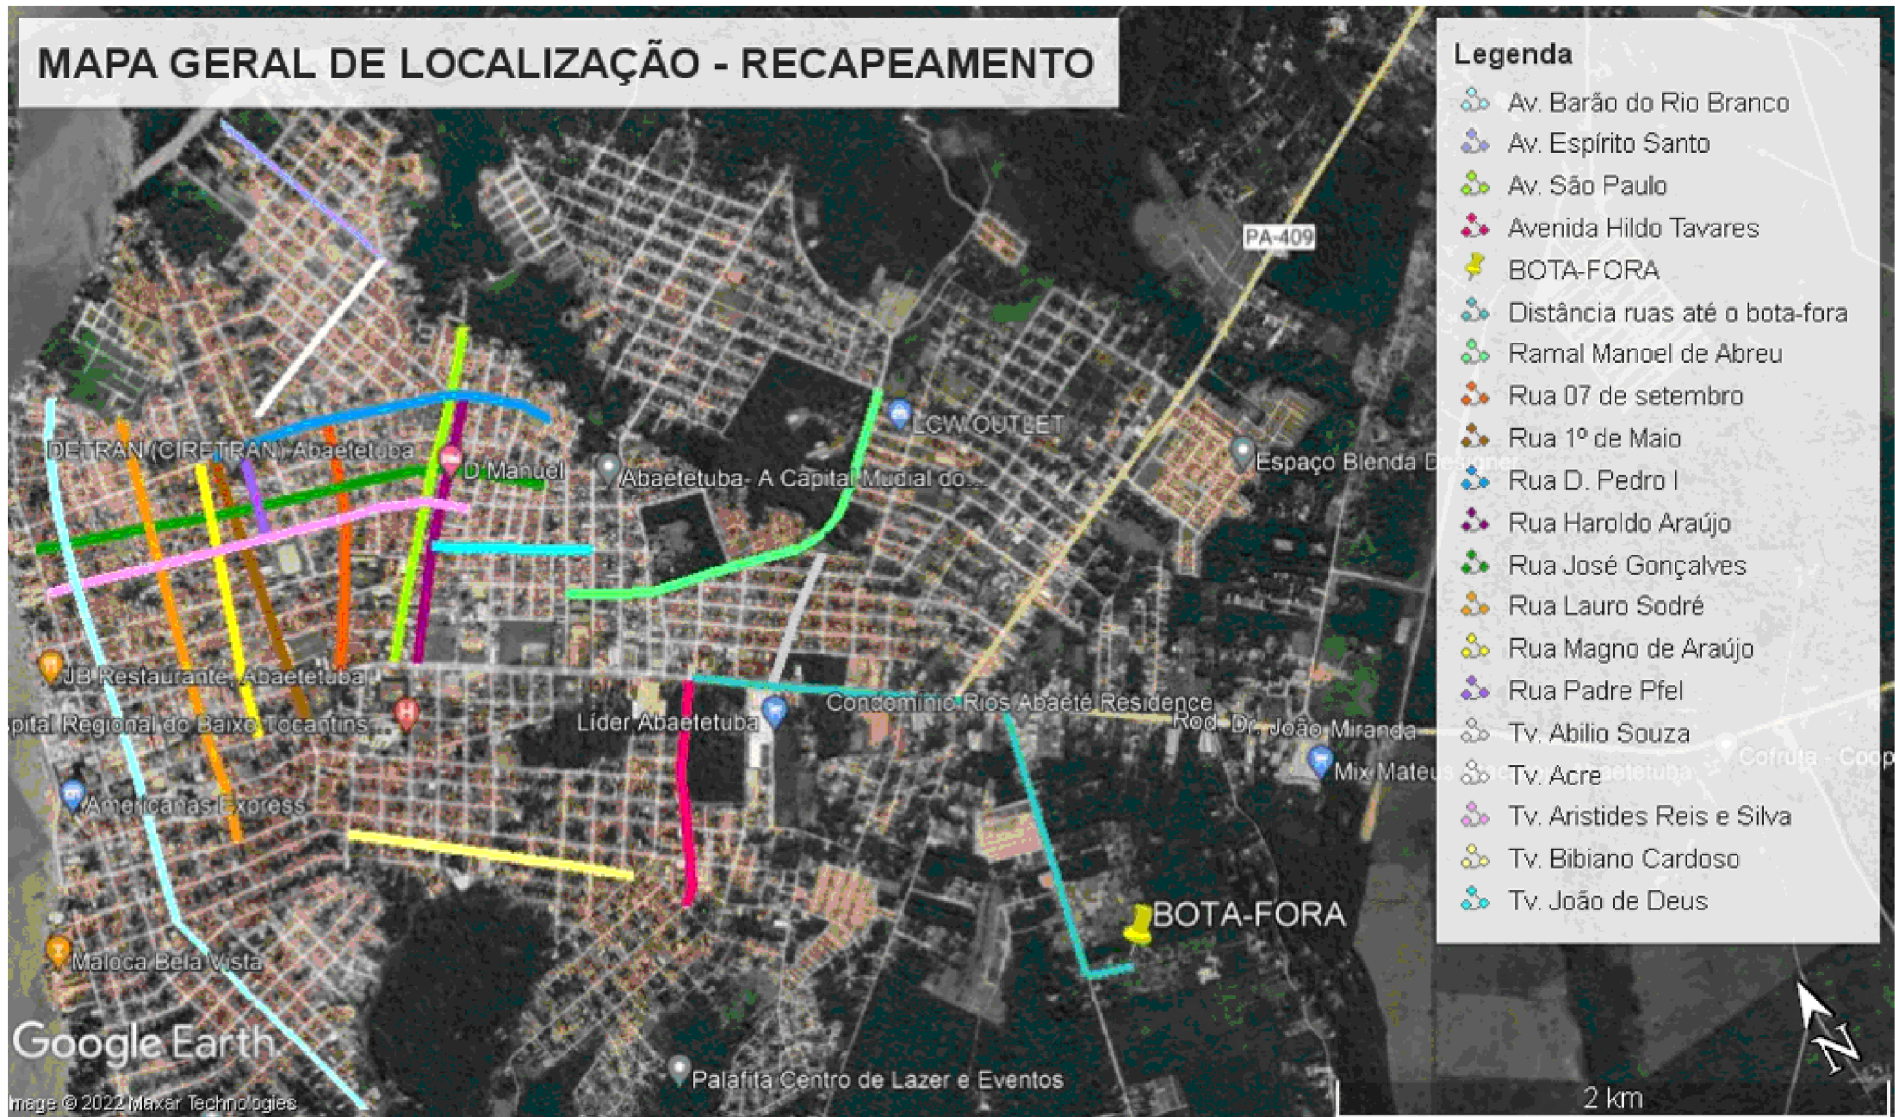 MAPA GERAL DE LOCALIZAÇÃO - RECAPEAMENTO
Legenda
Av. Barão do Rio Branco
Av. Espírito Santo
Av. São Paulo
Avenida Hildo Tavares
BOTA-FORA
Distância ruas até o bota-fora
Ramal Manoel de Abreu
Rua 07 de setembro
Rua 1º de Maio
Rua D. Pedro I
Rua Haroldo Araújo
Rua José Gonçalves
Rua Lauro Sodré
Rua Magno de Araújo
Rua Padre Pfel
Tv. Abilio Souza
Tv. Acre
Tv. Aristides Reis e Silva
Tv. Bibiano Cardoso
Tv. João de Deus
PA-409
LCW OUTLET
DETRAN (CIRETRAN) Abaetetuba
D'Manuel
Abaetetuba- A Capital Mudial do...
Espaço Blenda Designer
JB Restaurante, Abaetetuba
spital Regional do Baixo Tocantins...
Líder Abaetetuba
Condomínio Rios Abaeté Residence
Rod. Dr. João Miranda
Mix Mateus Abaetetuba
Cofruta - Coop
Americanas Express
BOTA-FORA
Maloca Bela Vista
Google Earth
Palafita Centro de Lazer e Eventos
mage © 2022 Maxar Technologies
2 km
N